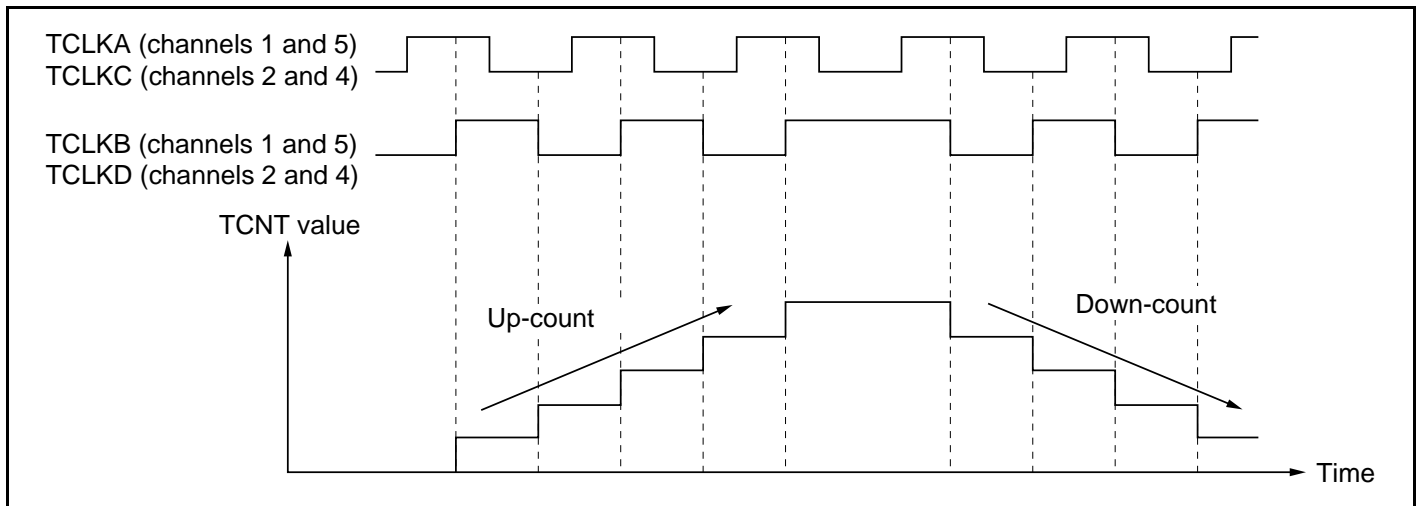 TCLKA (channels 1 and 5)
TCLKC (channels 2 and 4)
TCLKB (channels 1 and 5)
TCLKD (channels 2 and 4)
TCNT value
Up-count
Down-count
Time